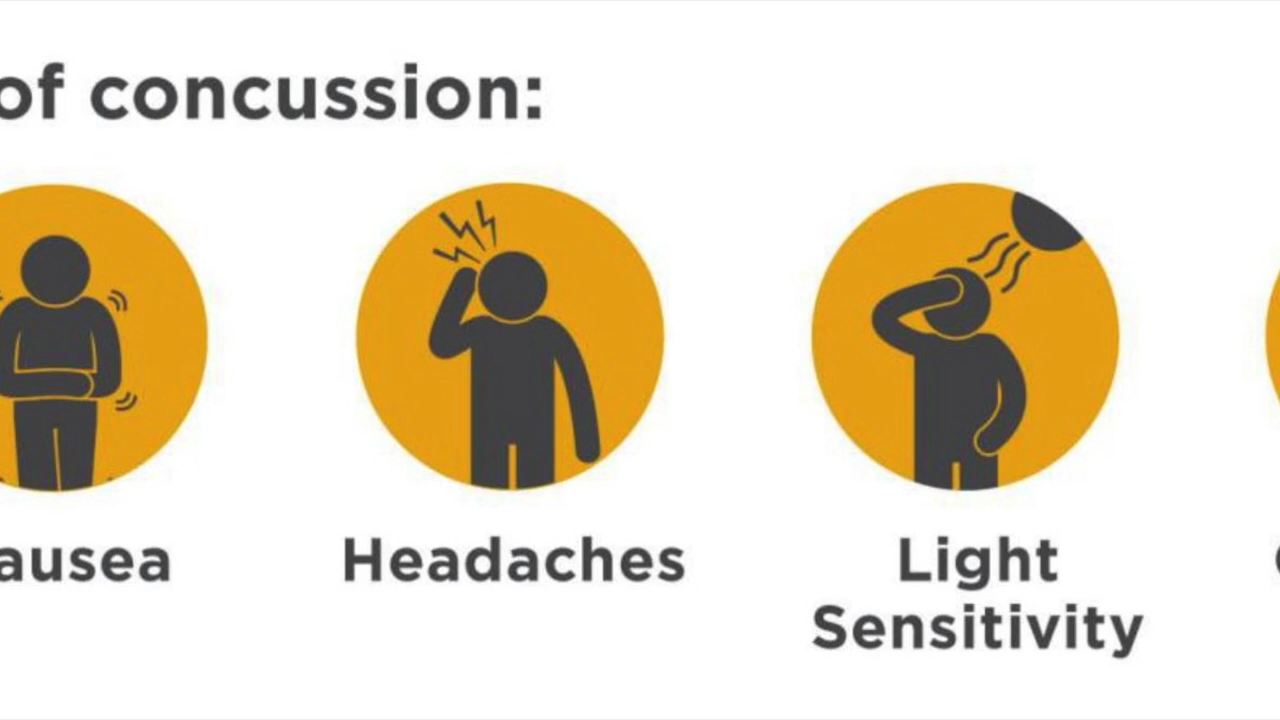 of concussion:
ausea
Headaches
Light
Sensitivity